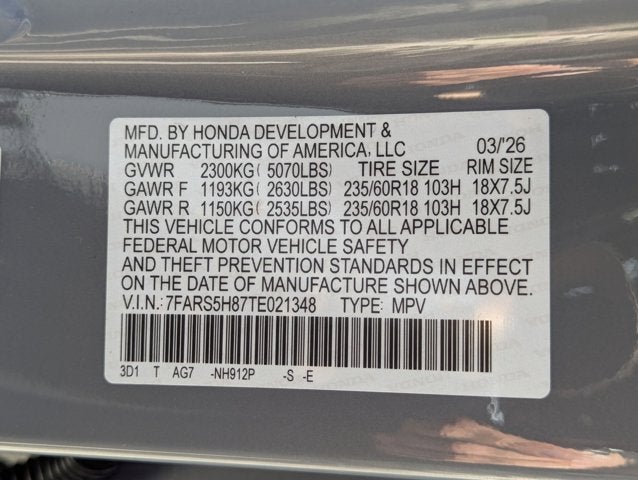 MFD. BY HONDA DEVELOPMENT &
MANUFACTURING OF AMERICA, LLC 03/'26
GVWR 2300KG( 5070LBS) TIRE SIZE RIM SIZE
GAWR F 1193KG( 2630LBS) 235/60R18 103H 18X7.5J
GAWR R 1150KG( 2535LBS) 235/60R18 103H 18X7.5J
THIS VEHICLE CONFORMS TO ALL APPLICABLE
FEDERAL MOTOR VEHICLE SAFETY
AND THEFT PREVENTION STANDARDS IN EFFECT
ON THE DATE OF MANUFACTURE SHOWN ABOVE.
V.I.N.:7FARS5H87TE021348 TYPE: MPV
3D1 T AG7 -NH912P -S -E